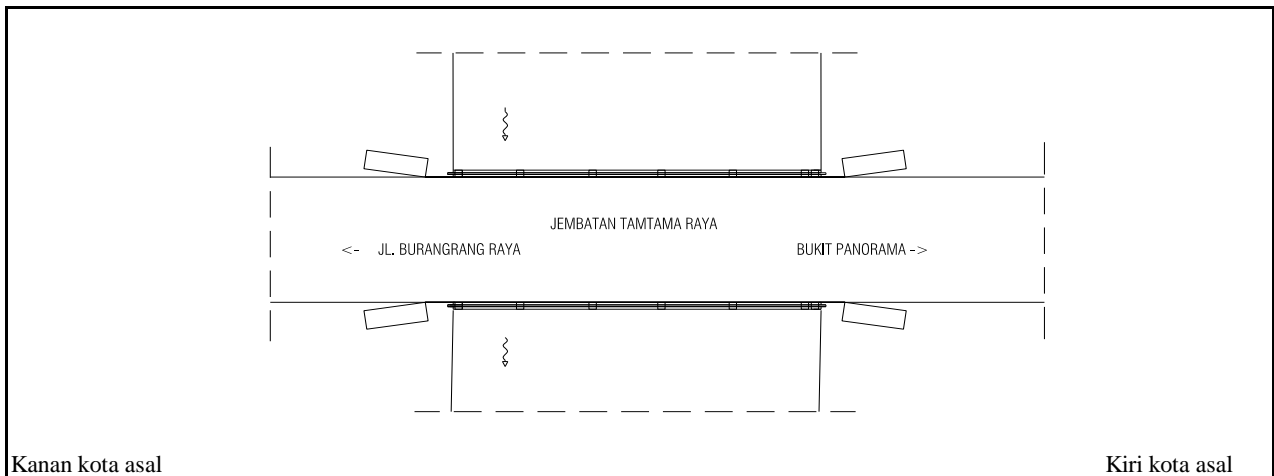 JEMBATAN TAMTAMA RAYA
<- JL. BURANGRANG RAYA BUKIT PANORAMA ->
Kanan kota asal Kiri kota asal